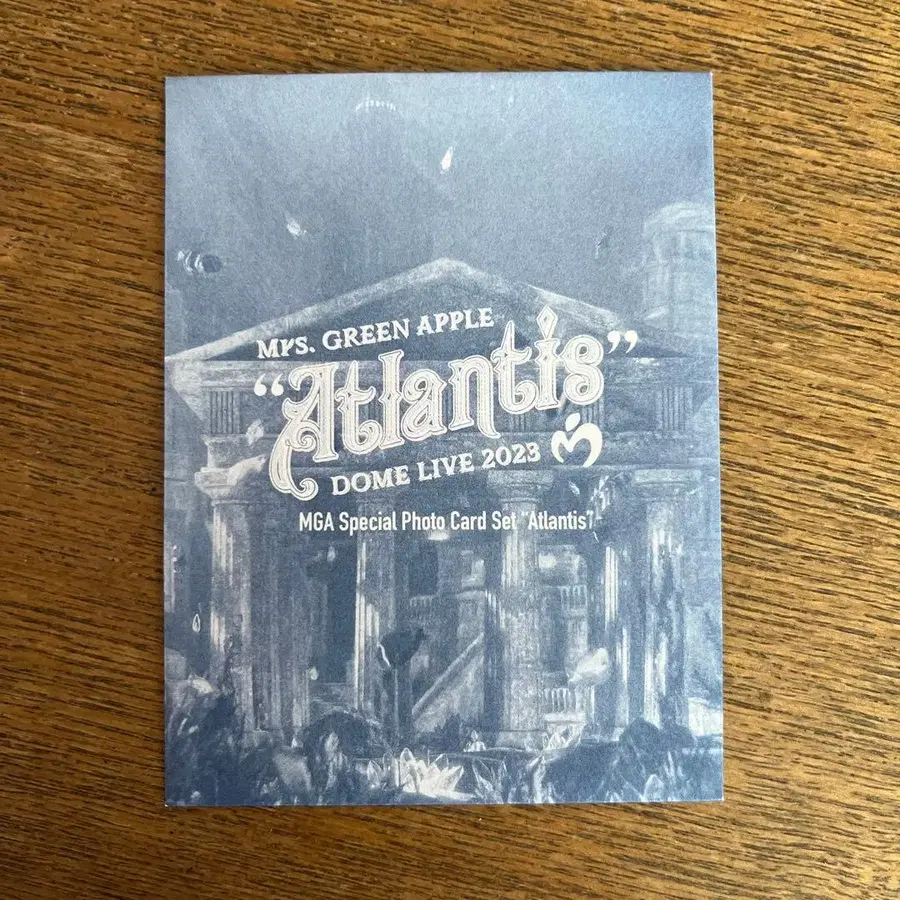 Mrs. GREEN APPLE
“Atlantis”
DOME LIVE 2023
MGA Special Photo Card Set “Atlantis”